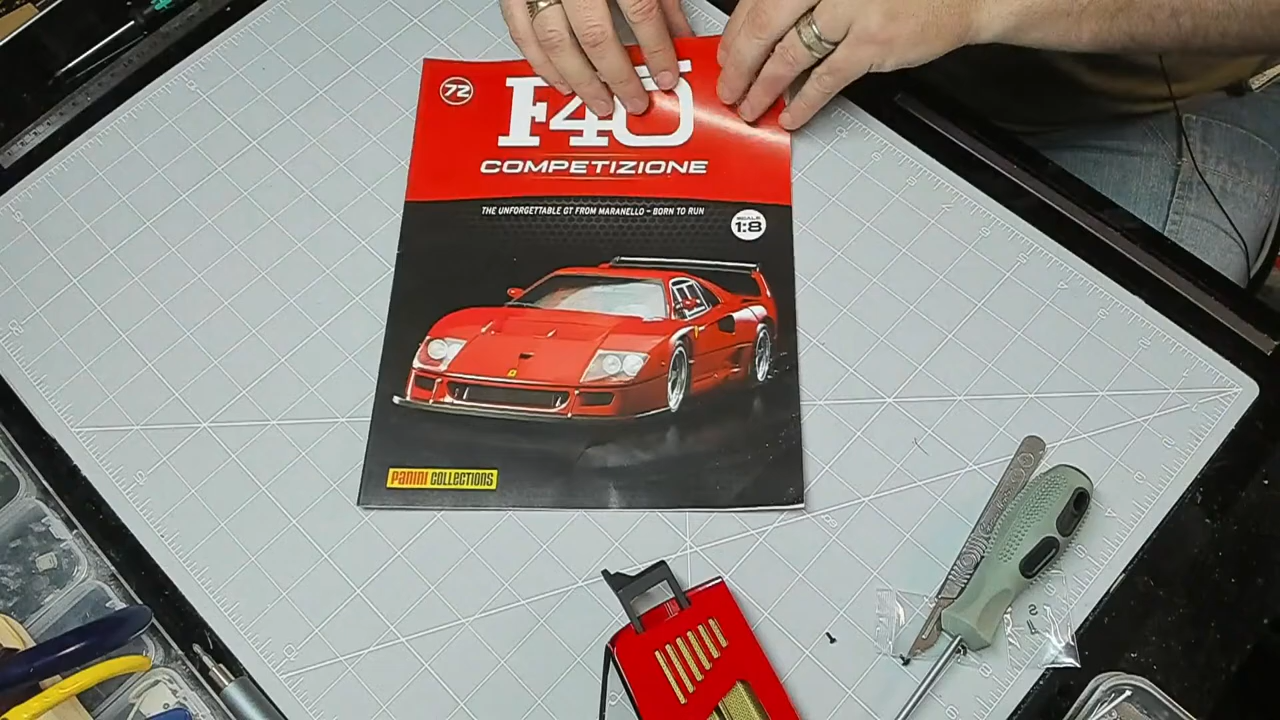 72
F40
COMPETIZIONE
THE UNFORGETTABLE GT FROM MARANELLO – BORN TO RUN
SCALE
1:8
PANINI COLLECTIONS